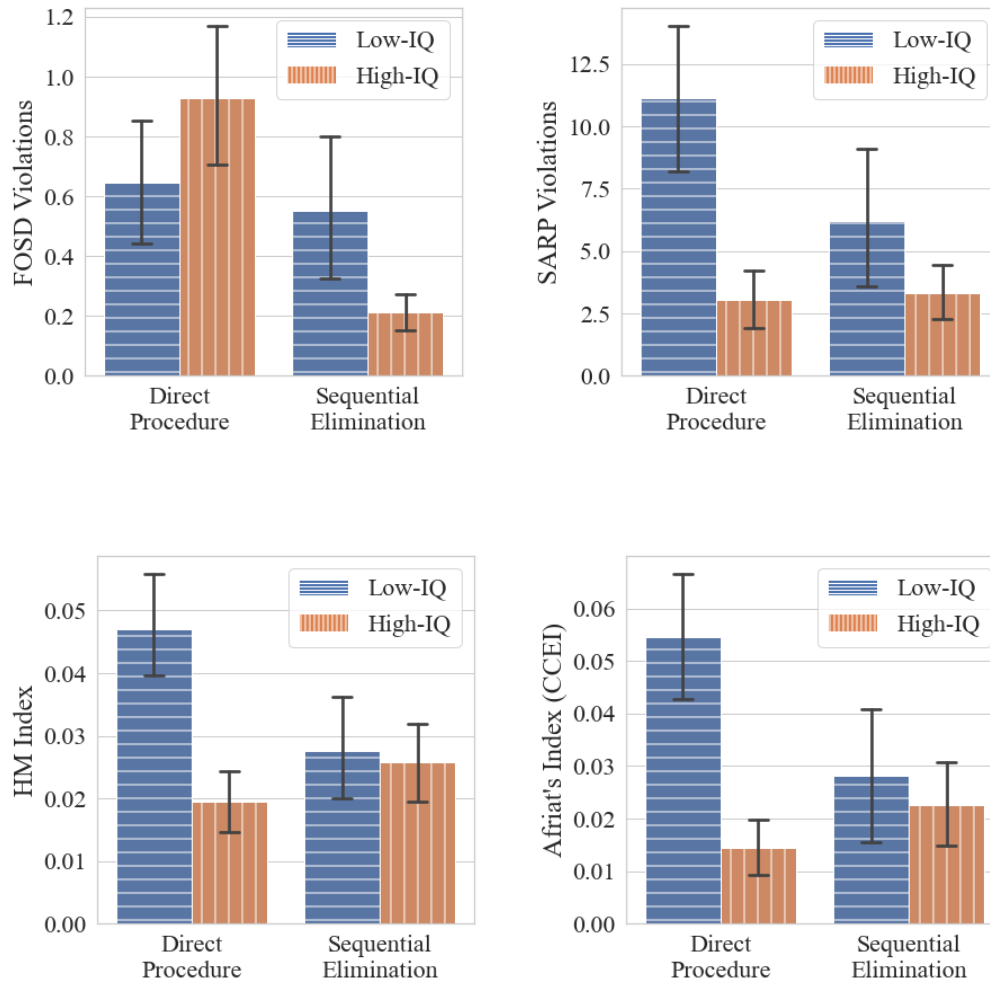 FOSD Violations
1.2
1.0
0.8
0.6
0.4
0.2
0.0
Low-IQ
High-IQ
Direct
Procedure
Sequential
Elimination
SARP Violations
12.5
10.0
7.5
5.0
2.5
0.0
Low-IQ
High-IQ
Direct
Procedure
Sequential
Elimination
HM Index
0.05
0.04
0.03
0.02
0.01
0.00
Low-IQ
High-IQ
Direct
Procedure
Sequential
Elimination
Afriat's Index (CCEI)
0.06
0.05
0.04
0.03
0.02
0.01
0.00
Low-IQ
High-IQ
Direct
Procedure
Sequential
Elimination